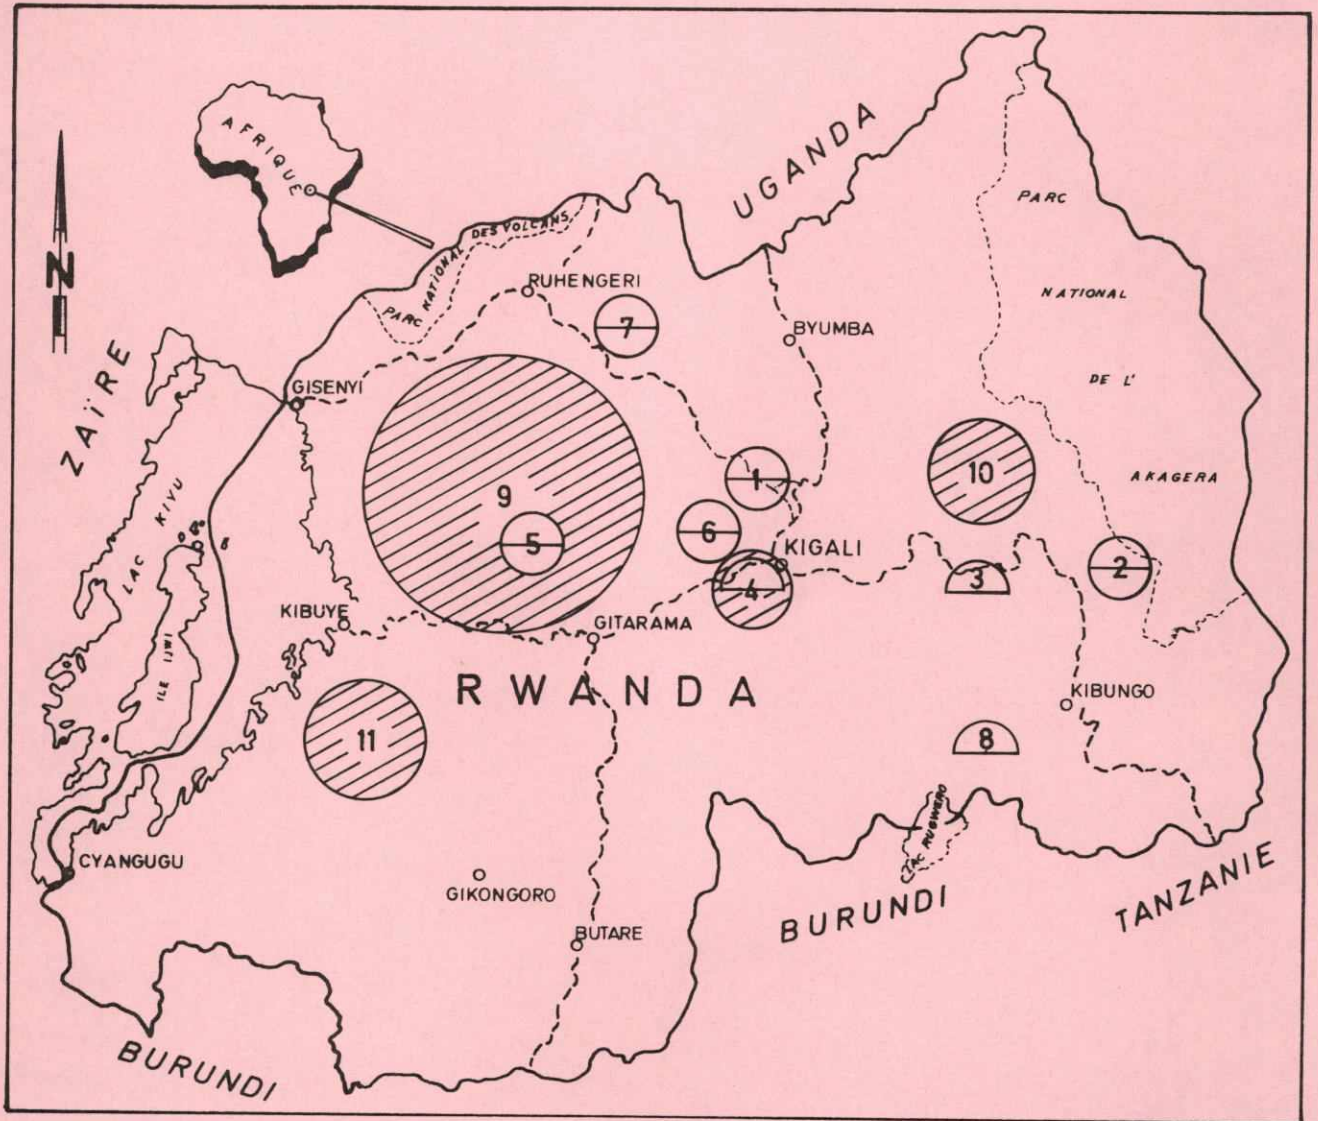 AFRIQUE
UGANDA
N
ZAÏRE
PARC NATIONAL DES VOLCANS
RUHENGERI
7
BYUMBA
PARC
NATIONAL
DE L'
AKAGERA
GISENYI
LAC KIVU
9
5
1
6
10
KIGALI
4
3
2
KIBUYE
GITARAMA
ILE IJWI
RWANDA
KIBUNGO
11
8
LAC RUGWERO
CYANGUGU
GIKONGORO
BUTARE
BURUNDI
TANZANIE
BURUNDI